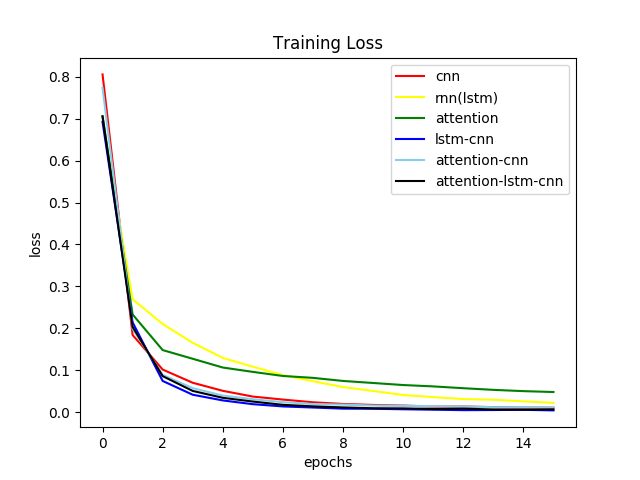 Training Loss
cnn
rnn(lstm)
attention
lstm-cnn
attention-cnn
attention-lstm-cnn
loss
0.8
0.7
0.6
0.5
0.4
0.3
0.2
0.1
0.0
0 2 4 6 8 10 12 14
epochs